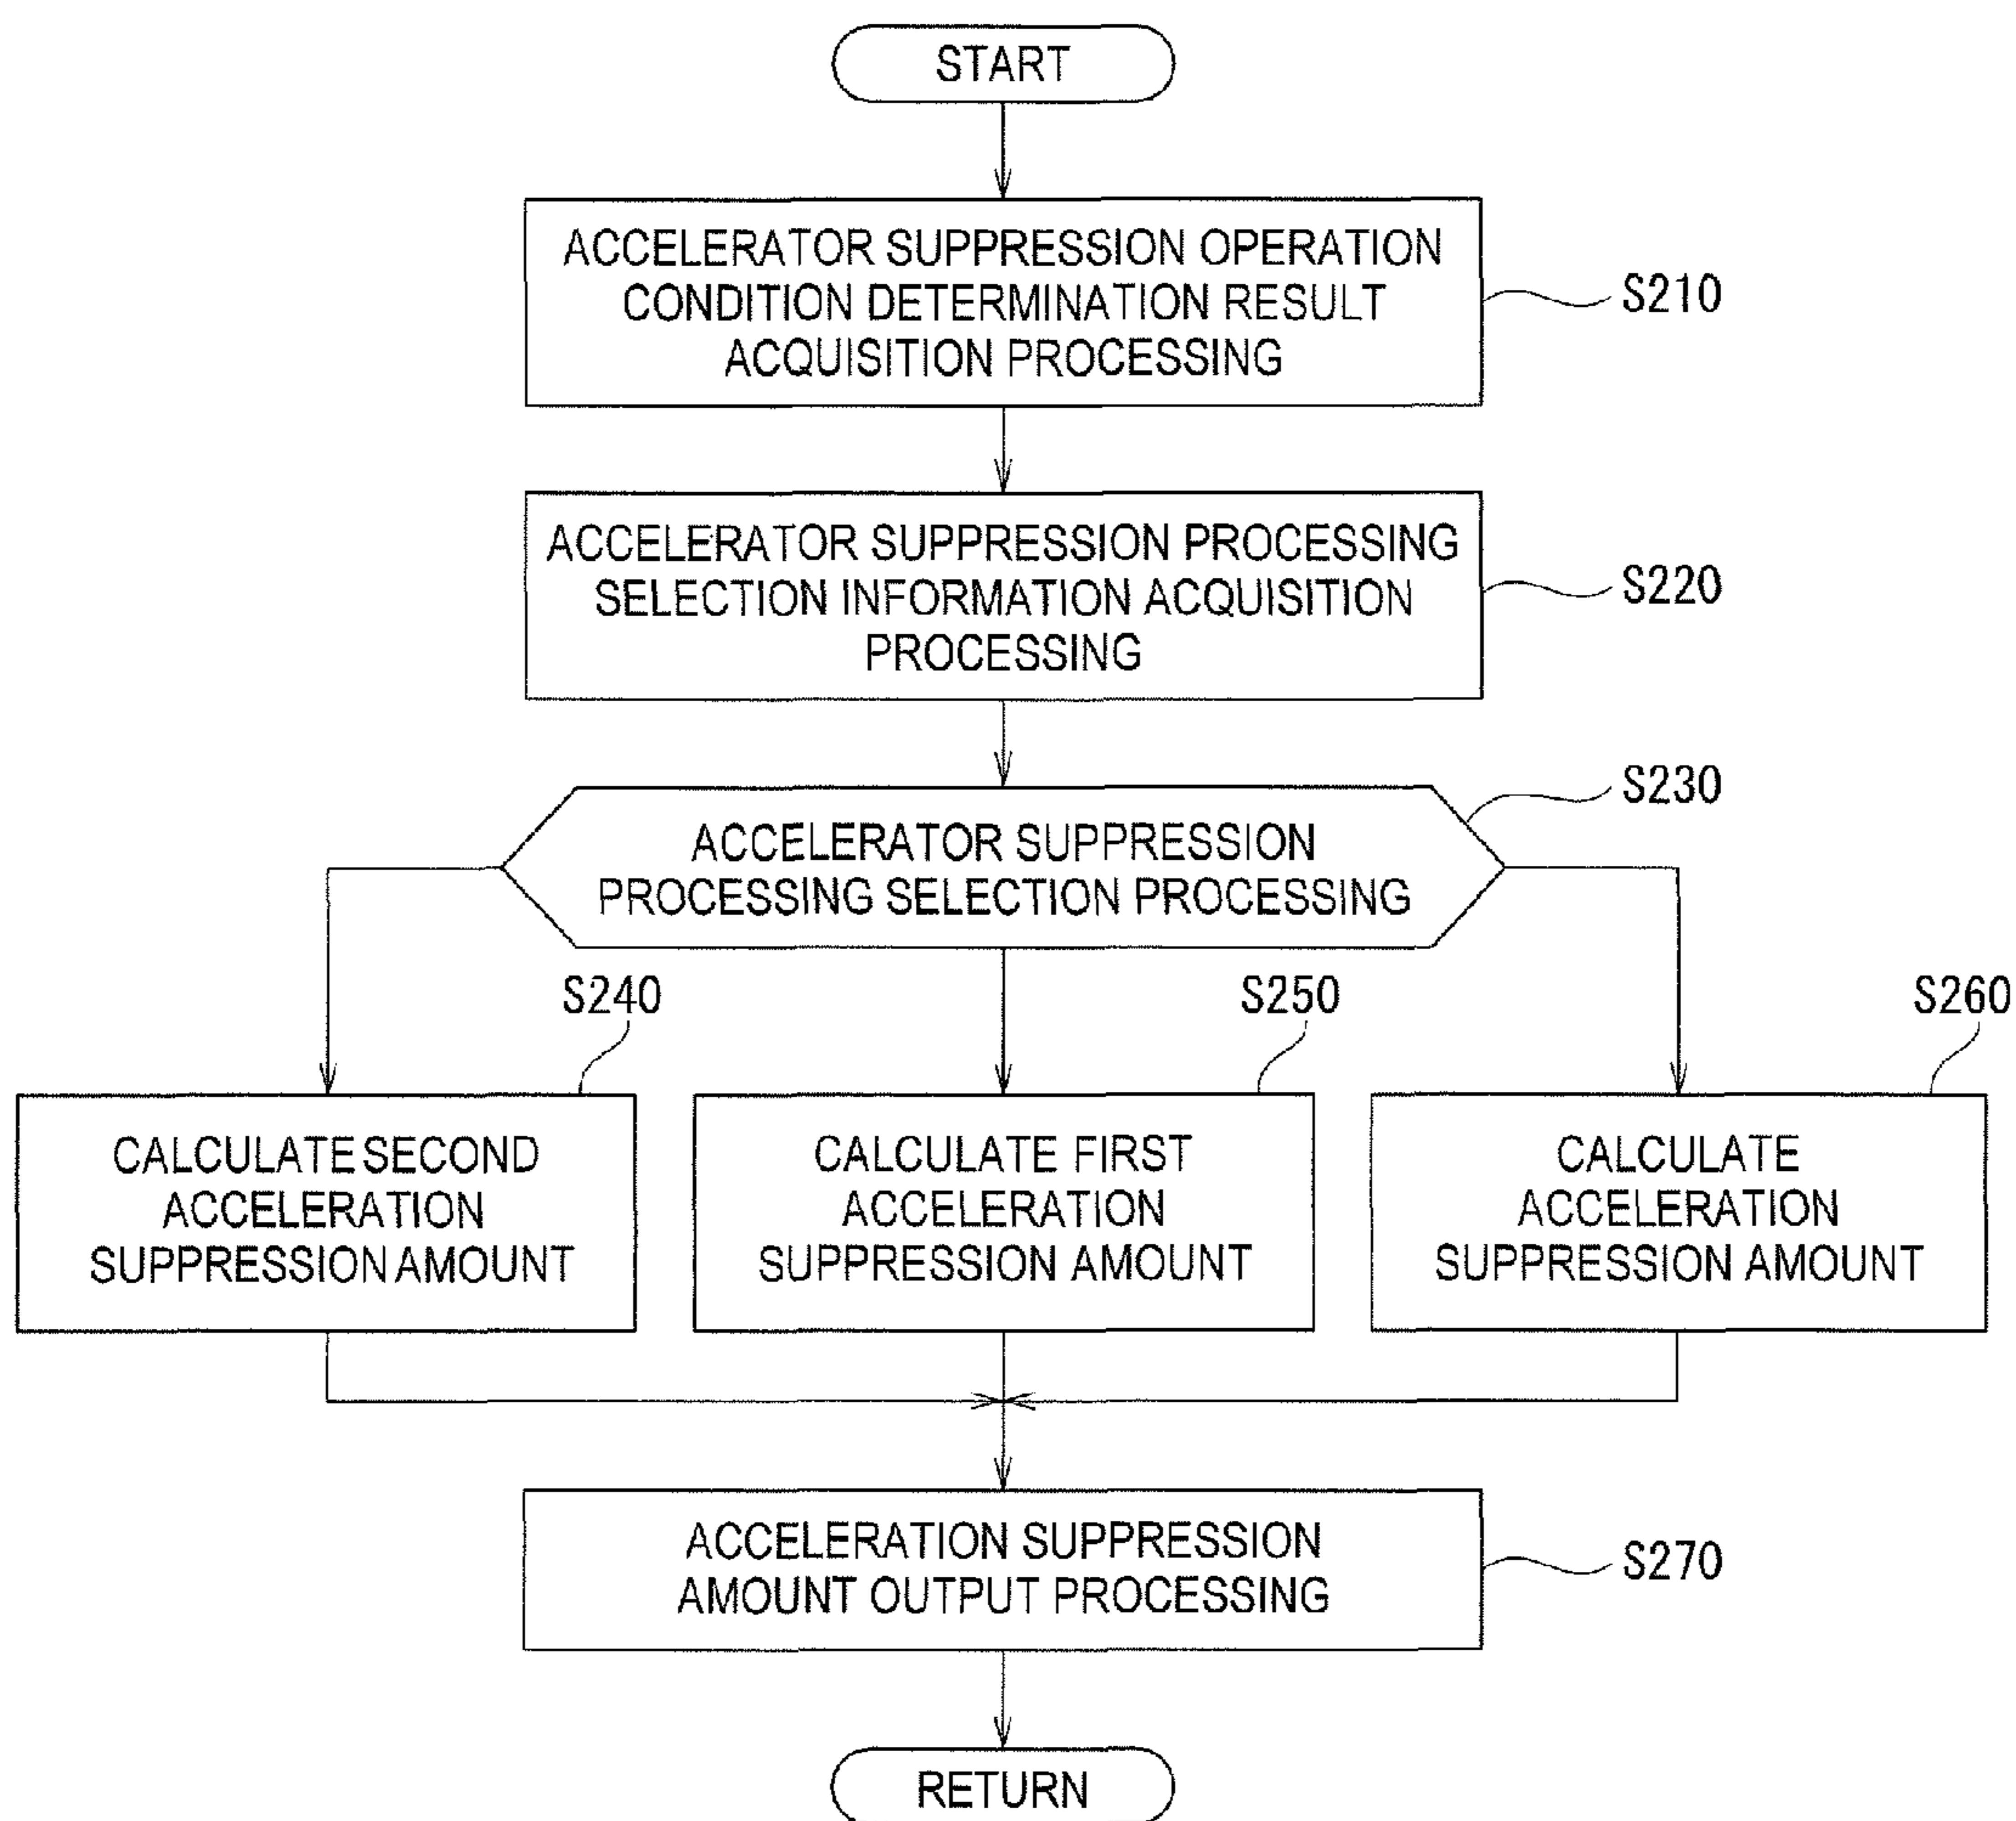 START
ACCELERATOR SUPPRESSION OPERATION
CONDITION DETERMINATION RESULT
ACQUISITION PROCESSING
S210
ACCELERATOR SUPPRESSION PROCESSING
SELECTION INFORMATION ACQUISITION
PROCESSING
S220
S230
ACCELERATOR SUPPRESSION
PROCESSING SELECTION PROCESSING
S240
CALCULATE SECOND
ACCELERATION
SUPPRESSION AMOUNT
S250
CALCULATE FIRST
ACCELERATION
SUPPRESSION AMOUNT
S260
CALCULATE
ACCELERATION
SUPPRESSION AMOUNT
ACCELERATION SUPPRESSION
AMOUNT OUTPUT PROCESSING
S270
RETURN